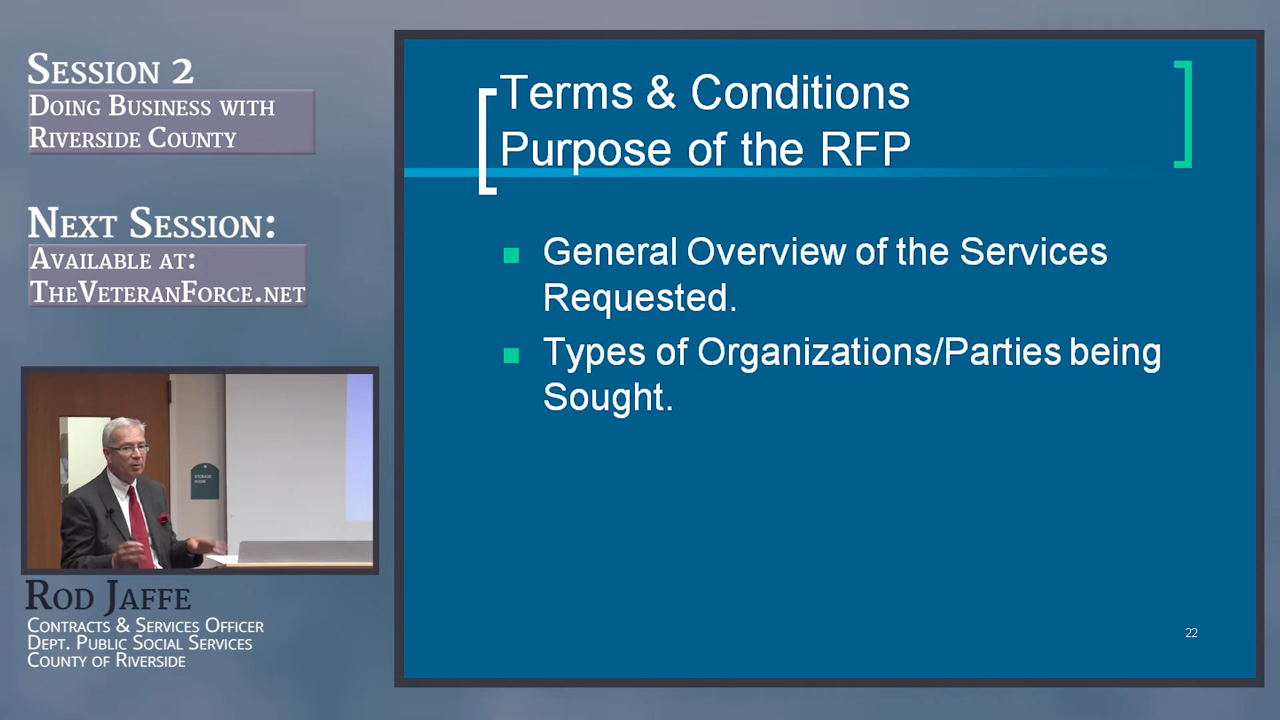 SESSION 2
DOING BUSINESS WITH
RIVERSIDE COUNTY
NEXT SESSION:
AVAILABLE AT:
THEVETERANFORCE.NET
STORAGE
ROOM
ROD JAFFE
CONTRACTS & SERVICES OFFICER
DEPT. PUBLIC SOCIAL SERVICES
COUNTY OF RIVERSIDE
Terms & Conditions
Purpose of the RFP
General Overview of the Services
Requested.
Types of Organizations/Parties being
Sought.
22